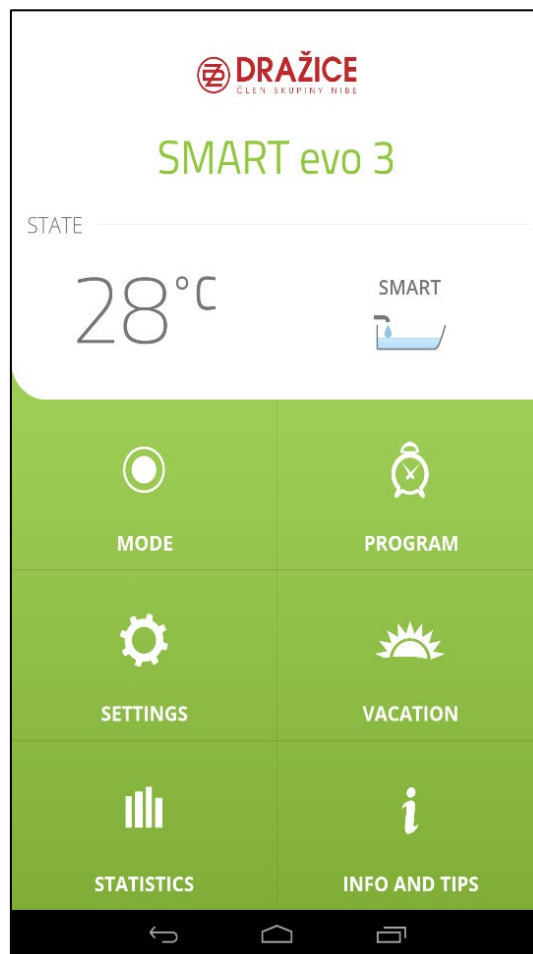 DRAŽICE
ČLEN SKUPINY NIBE
SMART evo 3
STATE
28°C
SMART
MODE
PROGRAM
SETTINGS
VACATION
STATISTICS
INFO AND TIPS